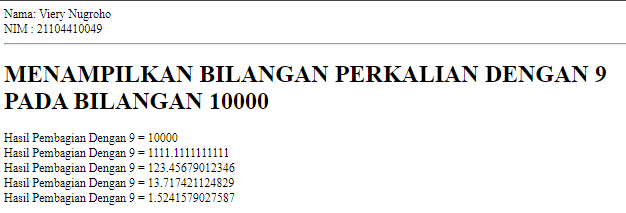 Nama: Viery Nugroho
NIM : 21104410049
MENAMPILKAN BILANGAN PERKALIAN DENGAN 9
PADA BILANGAN 10000
Hasil Pembagian Dengan 9 = 10000
Hasil Pembagian Dengan 9 = 1111.1111111111
Hasil Pembagian Dengan 9 = 123.45679012346
Hasil Pembagian Dengan 9 = 13.717421124829
Hasil Pembagian Dengan 9 = 1.5241579027587